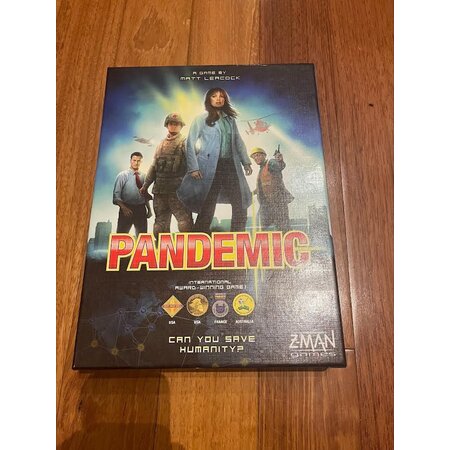 A GAME BY
MATT LEACOCK
PANDEMIC
INTERNATIONAL
AWARD-WINNING GAME!
USA USA FRANCE AUSTRALIA
CAN YOU SAVE
HUMANITY?
Z-MAN
games